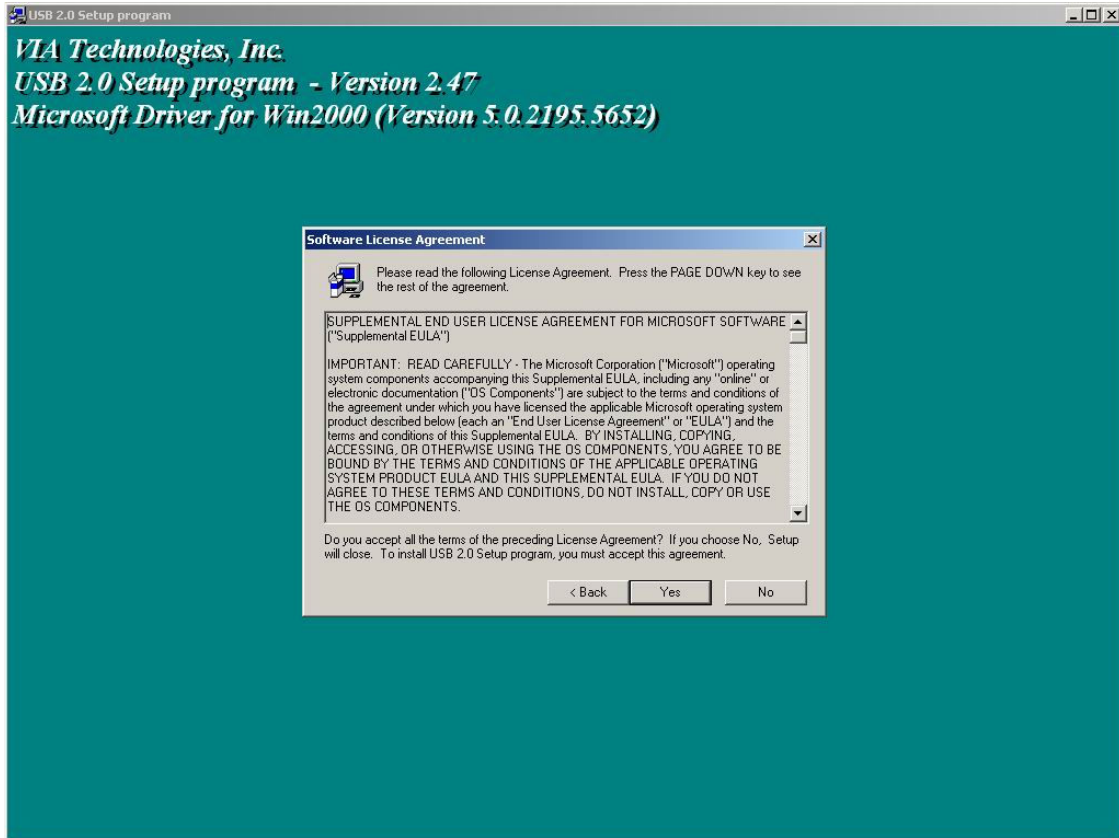 USB 2.0 Setup program
VIA Technologies, Inc.
USB 2.0 Setup program - Version 2.47
Microsoft Driver for Win2000 (Version 5.0.2195.5652)
Software License Agreement
Please read the following License Agreement. Press the PAGE DOWN key to see
the rest of the agreement.
SUPPLEMENTAL END USER LICENSE AGREEMENT FOR MICROSOFT SOFTWARE
("Supplemental EULA")
IMPORTANT: READ CAREFULLY - The Microsoft Corporation ("Microsoft") operating
system components accompanying this Supplemental EULA, including any "online" or
electronic documentation ("OS Components") are subject to the terms and conditions of
the agreement under which you have licensed the applicable Microsoft operating system
product described below (each an "End User License Agreement" or "EULA") and the
terms and conditions of this Supplemental EULA. BY INSTALLING, COPYING,
ACCESSING, OR OTHERWISE USING THE OS COMPONENTS, YOU AGREE TO BE
BOUND BY THE TERMS AND CONDITIONS OF THE APPLICABLE OPERATING
SYSTEM PRODUCT EULA AND THIS SUPPLEMENTAL EULA. IF YOU DO NOT
AGREE TO THESE TERMS AND CONDITIONS, DO NOT INSTALL, COPY OR USE
THE OS COMPONENTS.
Do you accept all the terms of the preceding License Agreement? If you choose No, Setup
will close. To install USB 2.0 Setup program, you must accept this agreement.
< Back Yes No